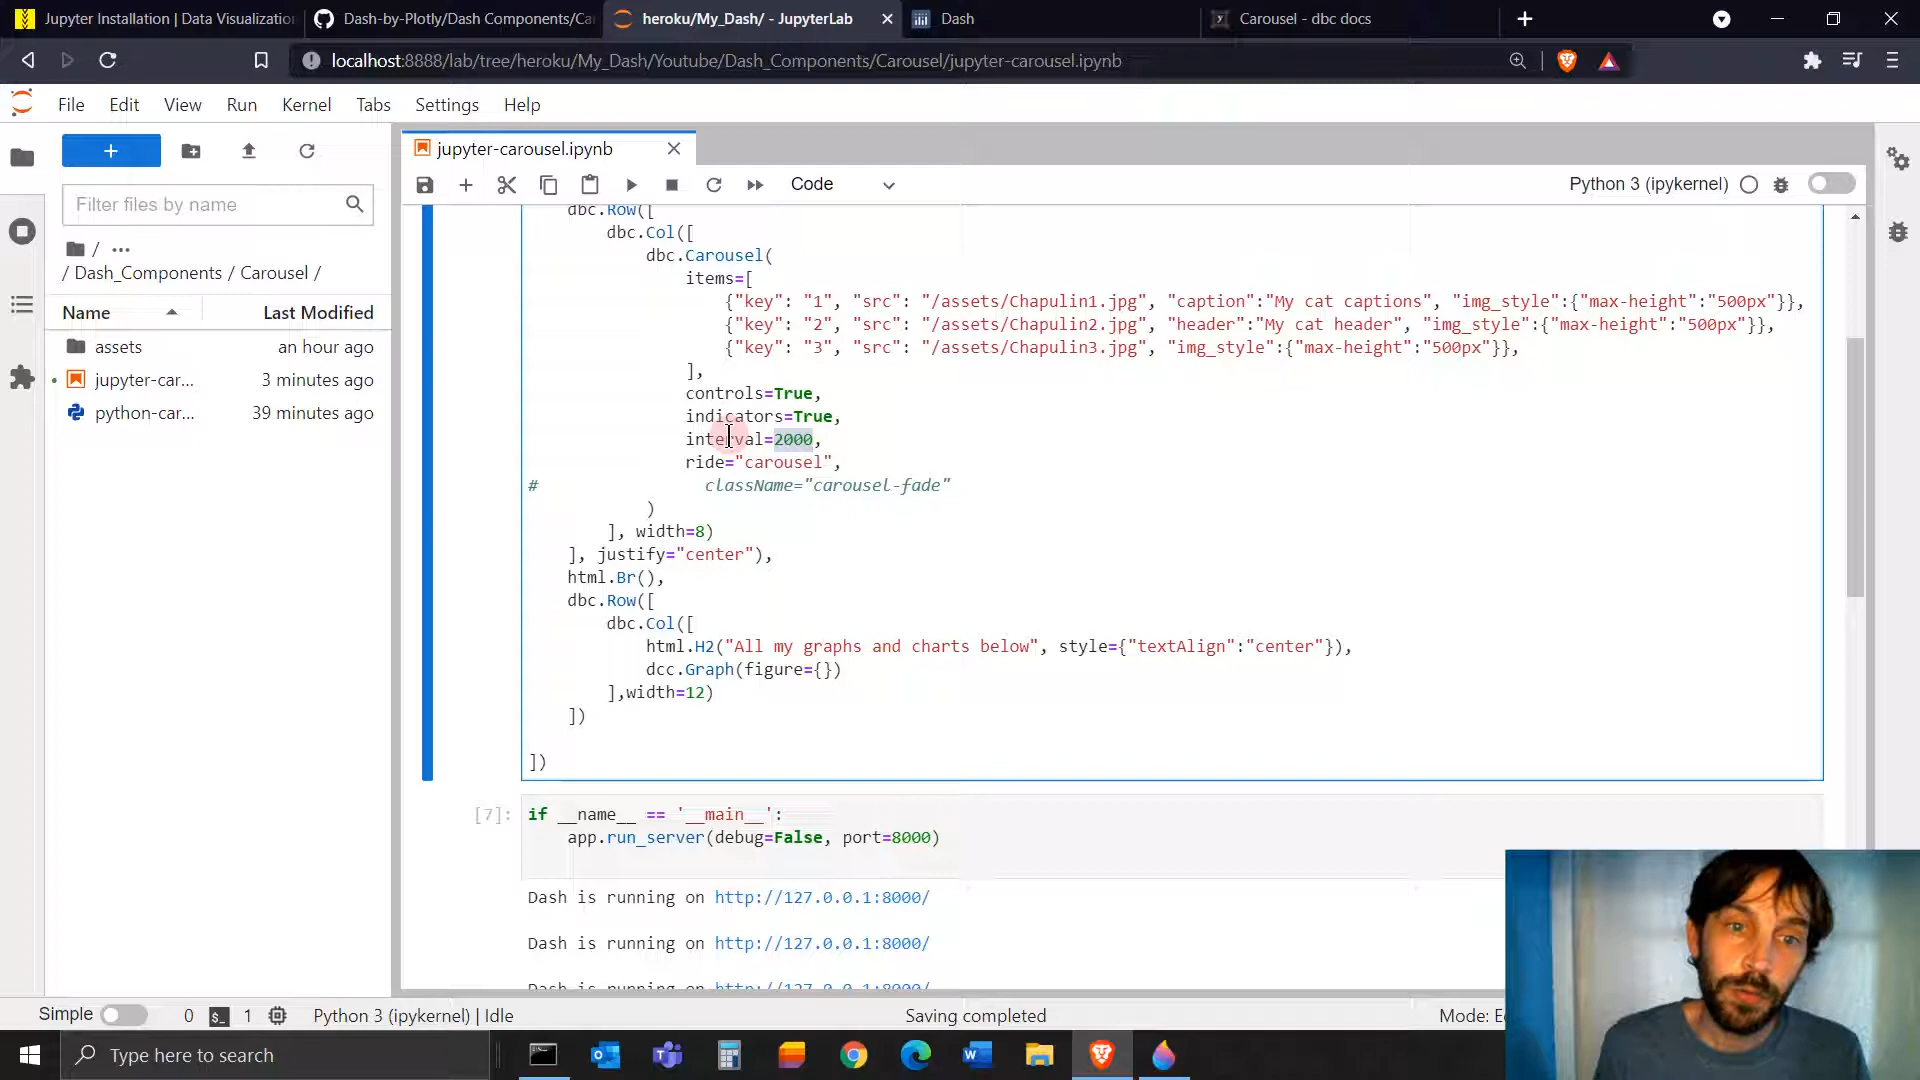 Jupyter Installation | Data Visualizatio
Dash-by-Plotly/Dash Components/Ca
heroku/My_Dash/ - JupyterLab
Dash
Carousel - dbc docs
localhost:8888/lab/tree/heroku/My_Dash/Youtube/Dash_Components/Carousel/jupyter-carousel.ipynb
File Edit View Run Kernel Tabs Settings Help
jupyter-carousel.ipynb
Code
Python 3 (ipykernel)
Filter files by name
/ ...
/ Dash_Components / Carousel /
Name Last Modified
assets an hour ago
jupyter-car... 3 minutes ago
python-car... 39 minutes ago
dbc.Row([
dbc.Col([
dbc.Carousel(
items=[
{"key": "1", "src": "/assets/Chapulin1.jpg", "caption":"My cat captions", "img_style":{"max-height":"500px"}},
{"key": "2", "src": "/assets/Chapulin2.jpg", "header":"My cat header", "img_style":{"max-height":"500px"}},
{"key": "3", "src": "/assets/Chapulin3.jpg", "img_style":{"max-height":"500px"}},
],
controls=True,
indicators=True,
interval=2000,
ride="carousel",
# className="carousel-fade"
)
], width=8)
], justify="center"),
html.Br(),
dbc.Row([
dbc.Col([
html.H2("All my graphs and charts below", style={"textAlign":"center"}),
dcc.Graph(figure={})
],width=12)
])
])
[7]:
if __name__ == '__main__':
app.run_server(debug=False, port=8000)
Dash is running on http://127.0.0.1:8000/
Dash is running on http://127.0.0.1:8000/
Dash is running on http://127.0.0.1:8000/
Simple 0 1 Python 3 (ipykernel) | Idle Saving completed Mode: E
Type here to search